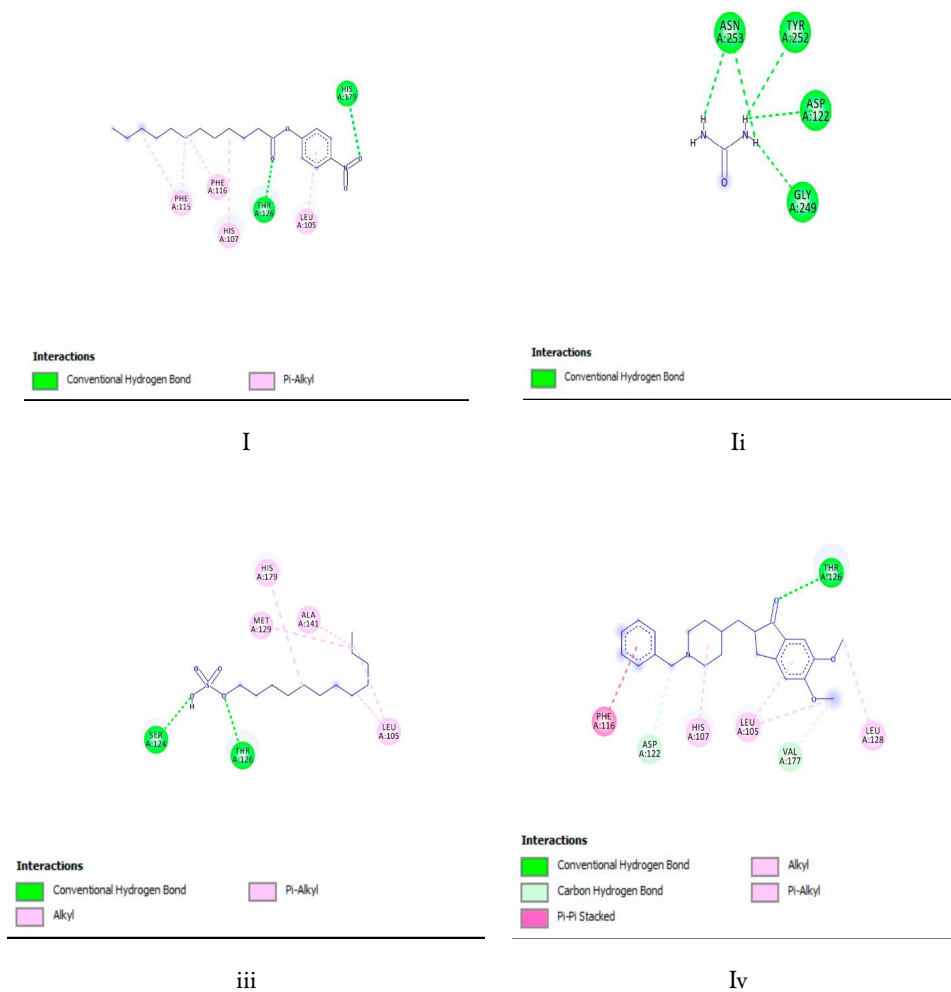 ASN
A:253
TYR
A:252
ASP
A:122
GLY
A:249
H
H
N
N
H
H
O
HIS
A:179
O
O
N
O
O
PHE
A:116
PHE
A:115
THR
A:126
LEU
A:105
HIS
A:107
Interactions
Conventional Hydrogen Bond
Pi-Alkyl
Interactions
Conventional Hydrogen Bond
I
Ii
HIS
A:179
MET
A:129
ALA
A:141
O
O
S
O
O
H
SER
A:124
THR
A:126
LEU
A:105
THR
A:126
O
N
O
O
PHE
A:116
ASP
A:122
HIS
A:107
LEU
A:105
VAL
A:177
LEU
A:128
Interactions
Conventional Hydrogen Bond
Pi-Alkyl
Alkyl
Interactions
Conventional Hydrogen Bond
Alkyl
Carbon Hydrogen Bond
Pi-Alkyl
Pi-Pi Stacked
iii
Iv